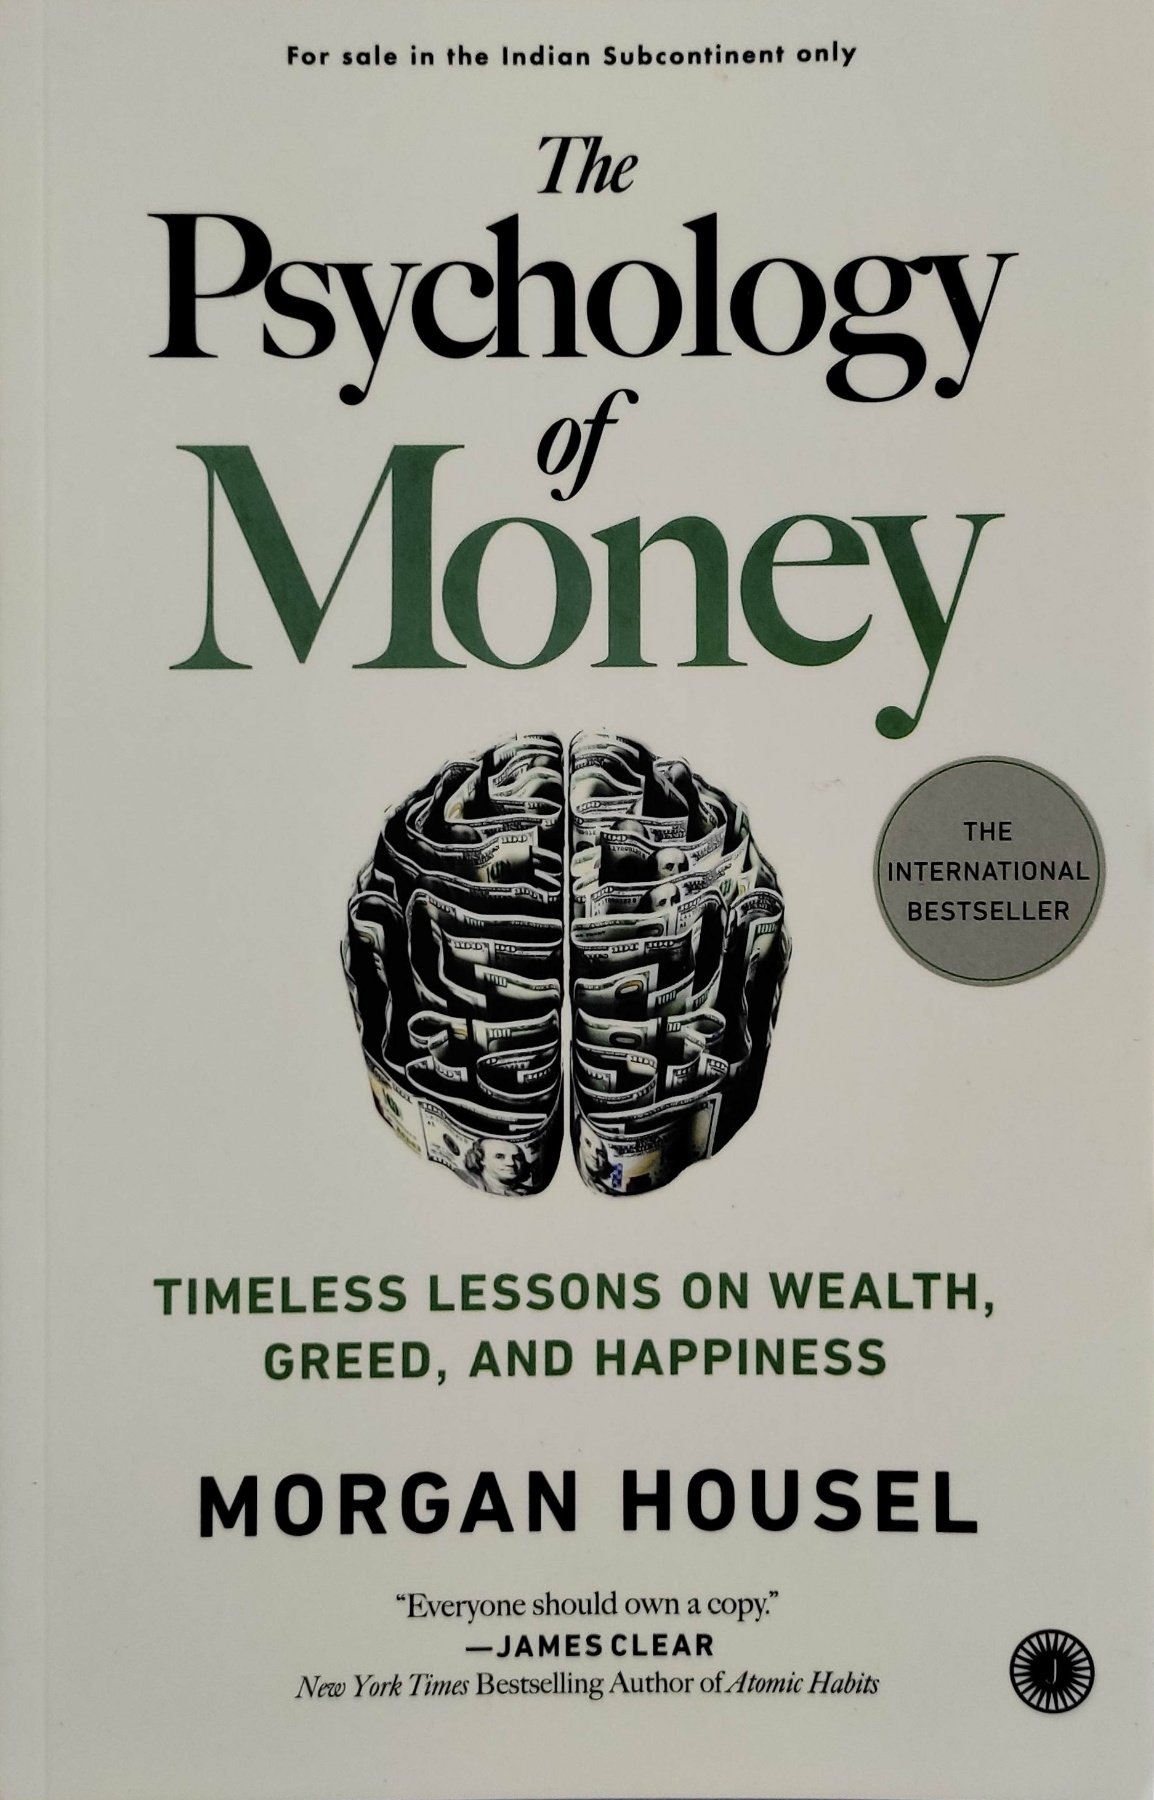 For sale in the Indian Subcontinent only
The
Psychology
of
Money
THE
INTERNATIONAL
BESTSELLER
TIMELESS LESSONS ON WEALTH,
GREED, AND HAPPINESS
MORGAN HOUSEL
“Everyone should own a copy.”
—JAMES CLEAR
New York Times Bestselling Author of Atomic Habits
J